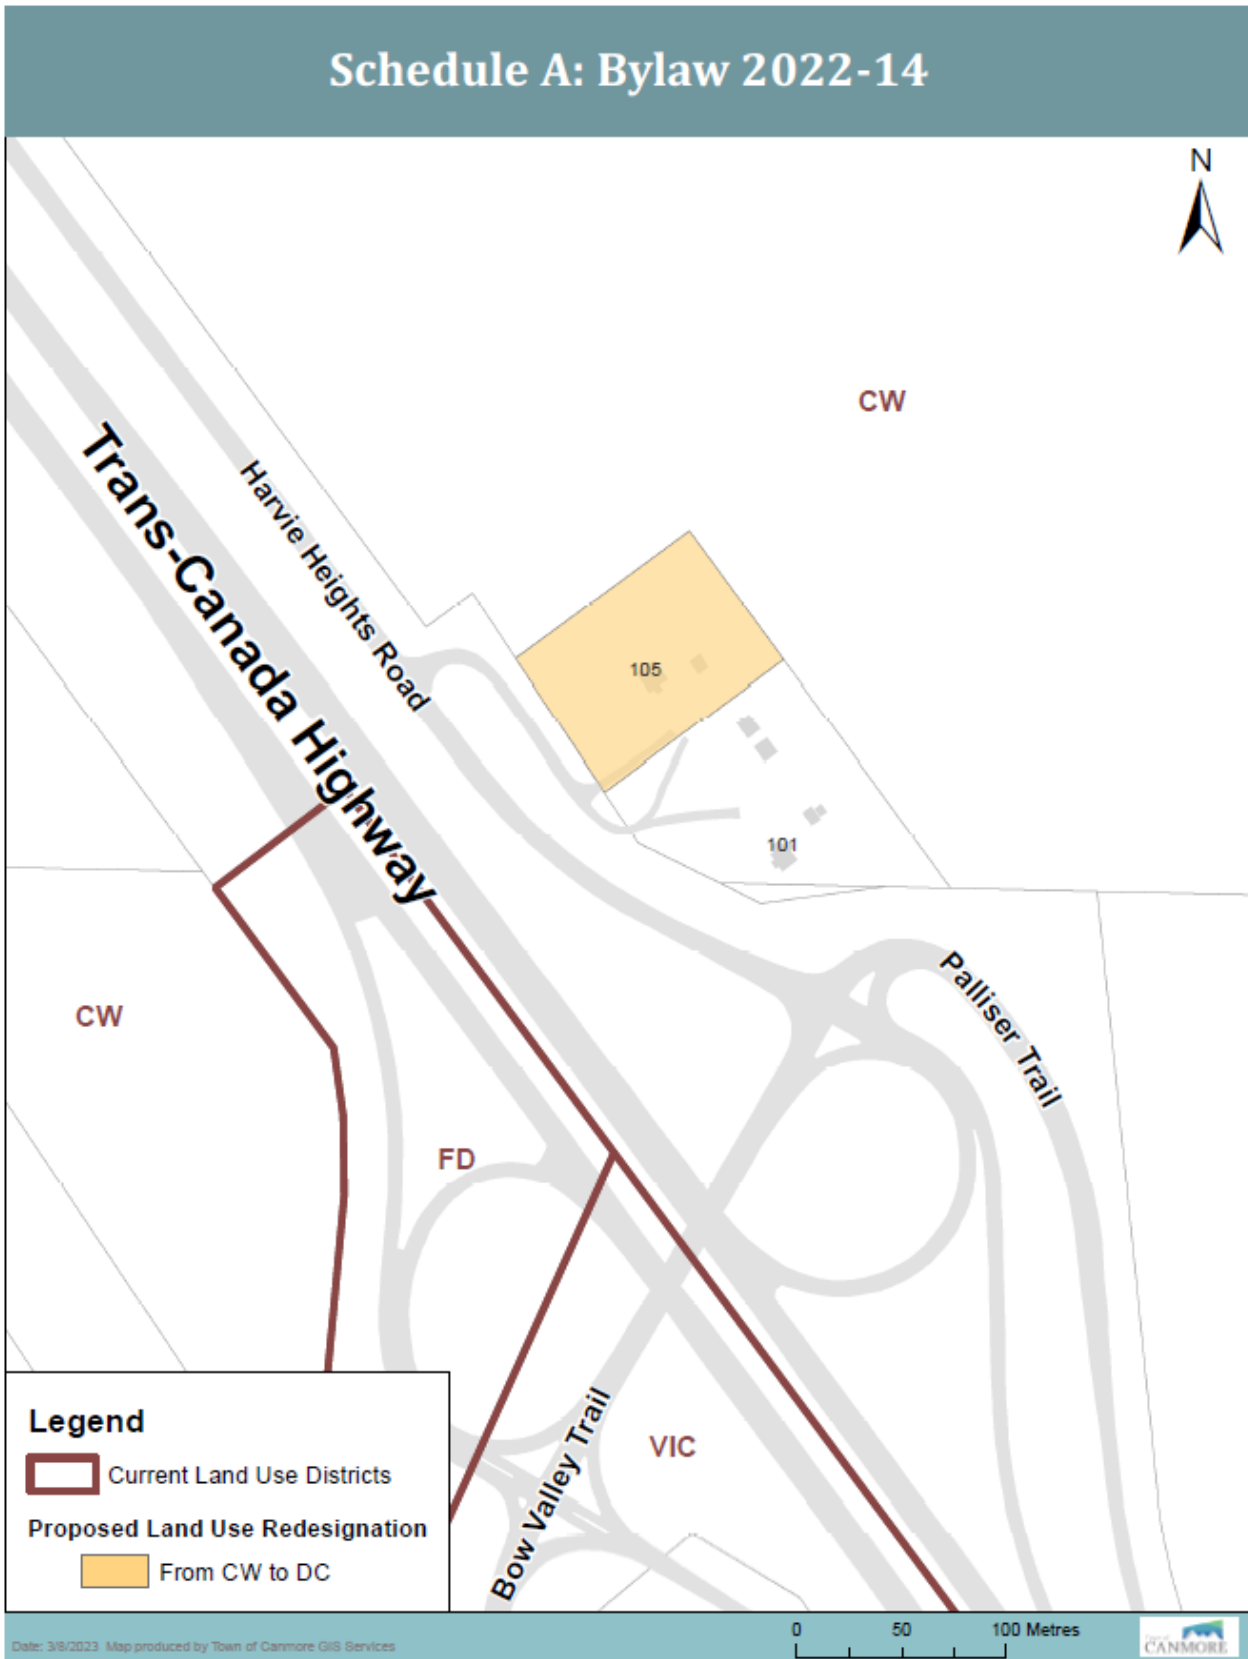 Schedule A: Bylaw 2022-14
N
CW
Trans-Canada Highway
Harvie Heights Road
105
101
CW
Palliser Trail
FD
VIC
Bow Valley Trail
Legend
Current Land Use Districts
Proposed Land Use Redesignation
From CW to DC
Date: 3/8/2023 Map produced by Town of Canmore GIS Services
0 50 100 Metres
Town of
CANMORE